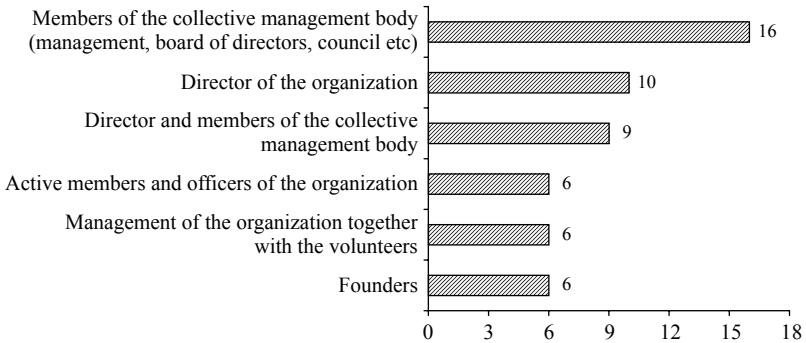 Members of the collective management body
(management, board of directors, council etc)
16
Director of the organization
10
Director and members of the collective
management body
9
Active members and officers of the organization
6
Management of the organization together
with the volunteers
6
Founders
6
0 3 6 9 12 15 18